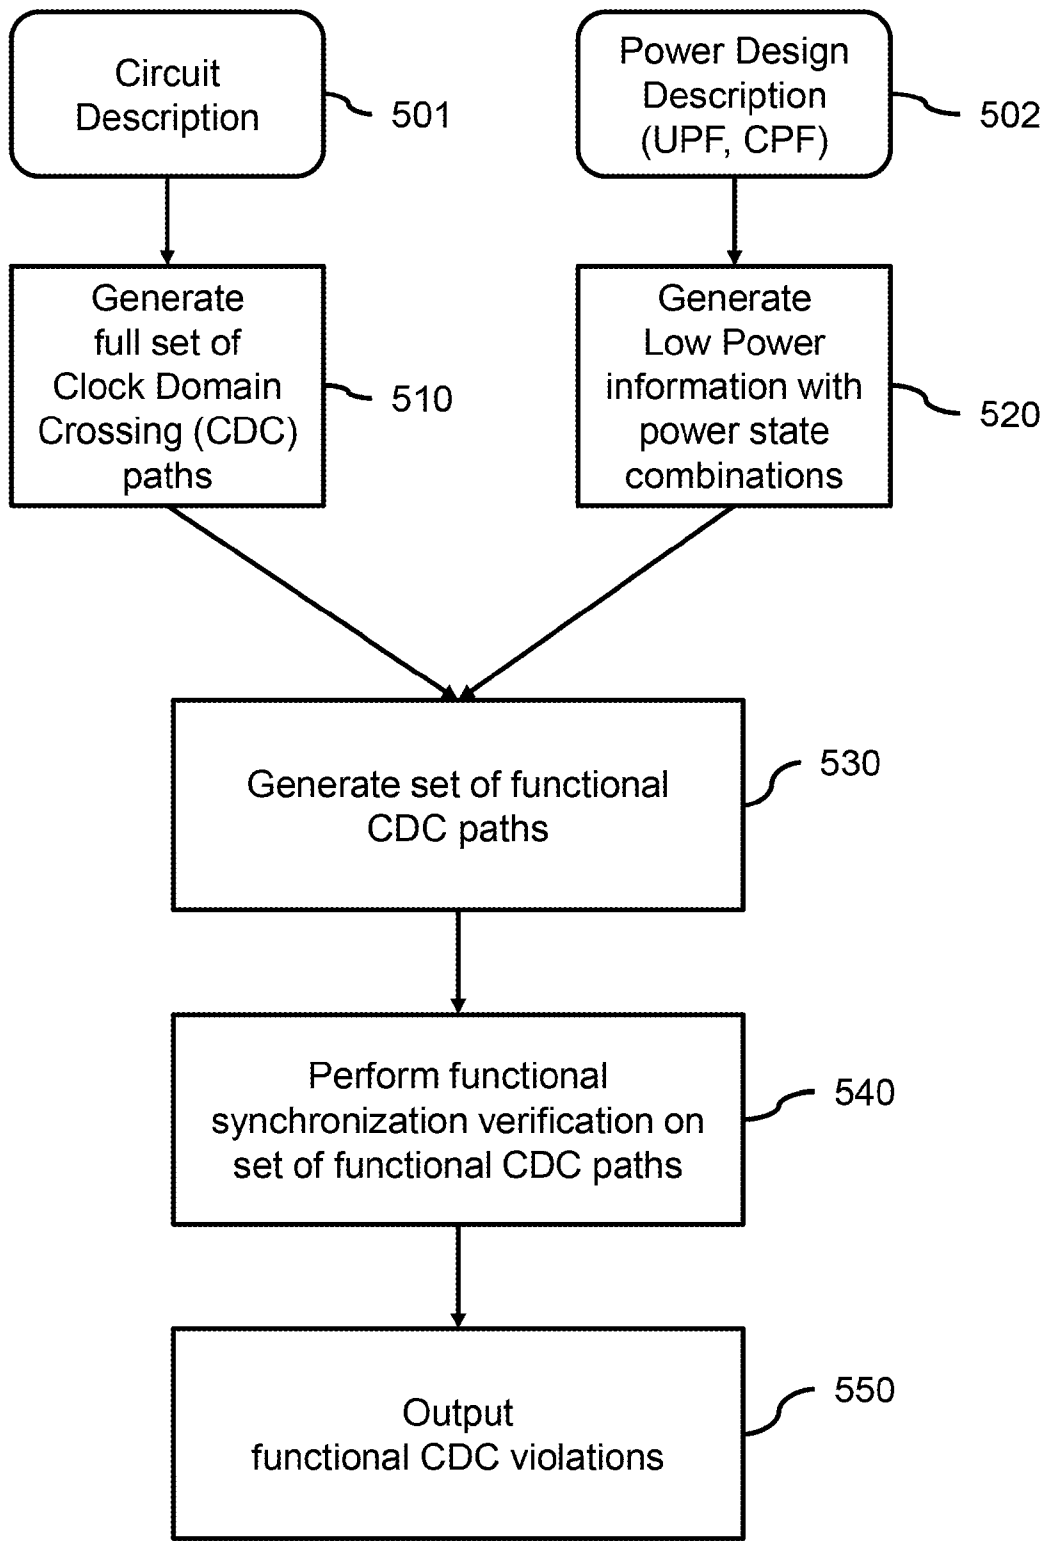 Circuit
Description
501
Power Design
Description
(UPF, CPF)
502
Generate
full set of
Clock Domain
Crossing (CDC)
paths
510
Generate
Low Power
information with
power state
combinations
520
Generate set of functional
CDC paths
530
Perform functional
synchronization verification on
set of functional CDC paths
540
Output
functional CDC violations
550